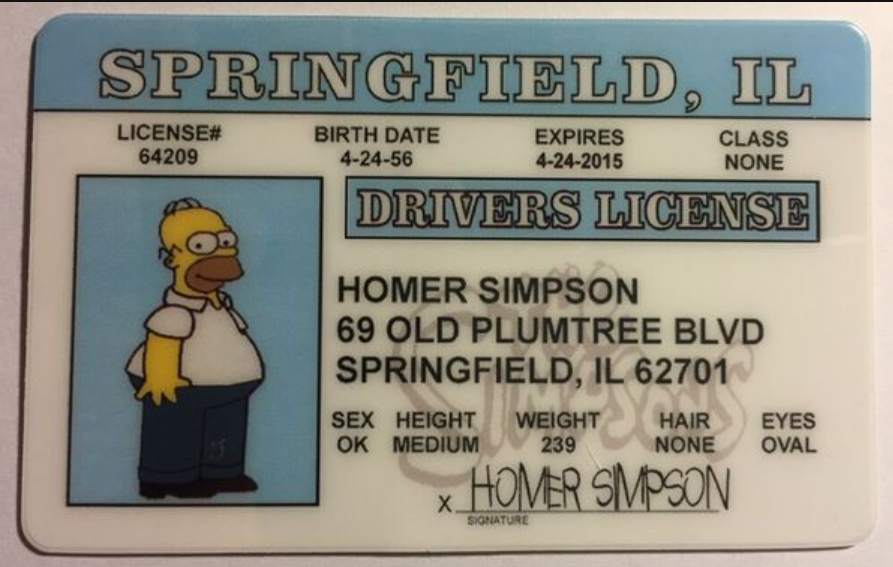 SPRINGFIELD, IL
LICENSE# BIRTH DATE EXPIRES CLASS
64209 4-24-56 4-24-2015 NONE
DRIVERS LICENSE
The Simpsons
HOMER SIMPSON
69 OLD PLUMTREE BLVD
SPRINGFIELD, IL 62701
SEX HEIGHT WEIGHT HAIR EYES
OK MEDIUM 239 NONE OVAL
X HOMER SIMPSON
SIGNATURE